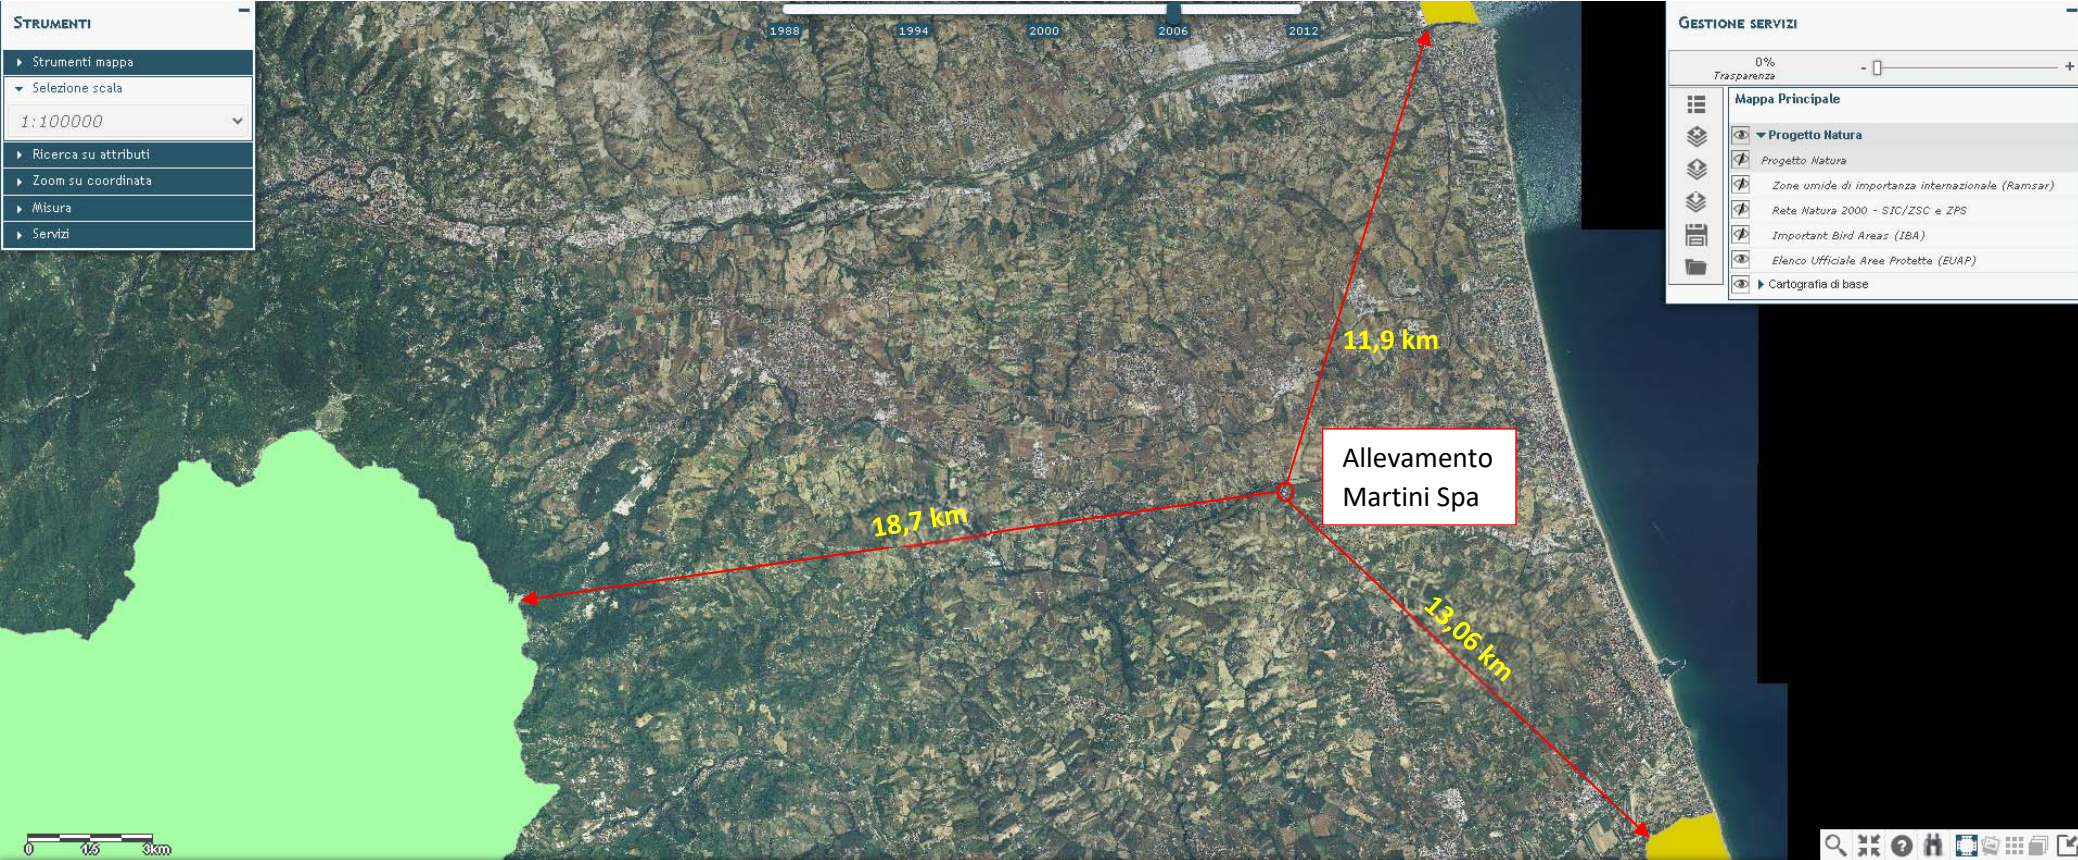 STRUMENTI
Strumenti mappa
Selezione scala
1:100000
Ricerca su attributi
Zoom su coordinata
Misura
Servizi
1988
1994
2000
2006
2012
GESTIONE SERVIZI
0%
Trasparenza
-
+
Mappa Principale
Progetto Natura
Progetto Natura
Zone umide di importanza internazionale (Ramsar)
Rete Natura 2000 - SIC/ZSC e ZPS
Important Bird Areas (IBA)
Elenco Ufficiale Aree Protette (EUAP)
Cartografia di base
11,9 km
Allevamento
Martini Spa
18,7 km
13,06 km
0 1.5 3km